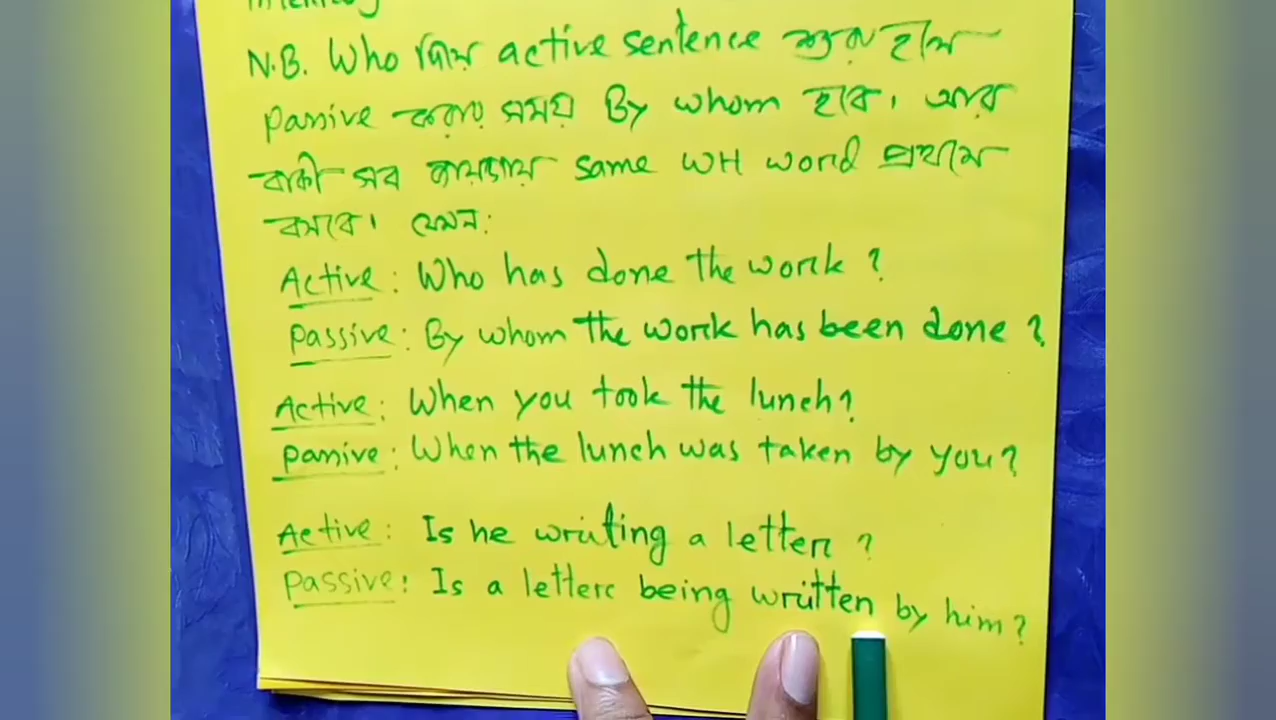 N.B. Who দিয়ে active sentence শুরু হলে
passive করার সময় By whom হবে। আর
বাকী সব জায়গায় same WH word প্রথমে
বসবে। যেমন:
Active: Who has done the work?
Passive: By whom the work has been done?
Active: When you took the lunch?
Passive: When the lunch was taken by you?
Active: Is he writing a letter?
Passive: Is a letter being written by him?